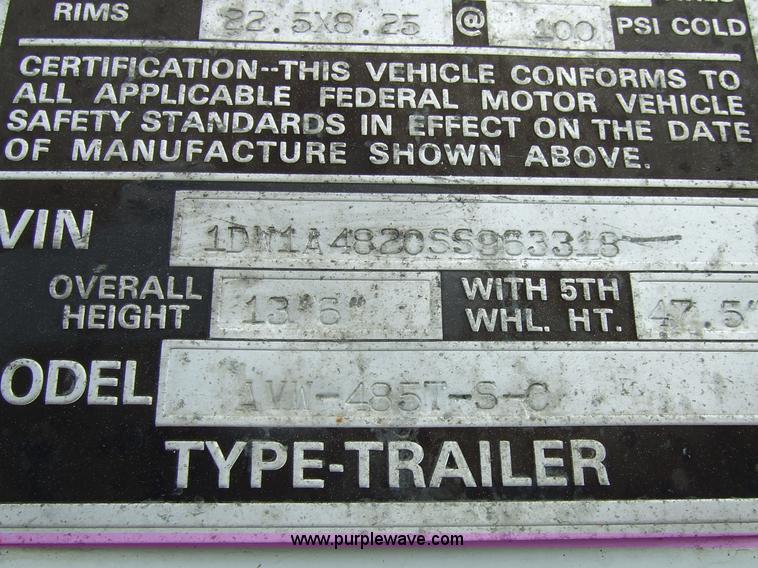 RIMS 22.5X8.25 @ 100 PSI COLD
CERTIFICATION--THIS VEHICLE CONFORMS TO
ALL APPLICABLE FEDERAL MOTOR VEHICLE
SAFETY STANDARDS IN EFFECT ON THE DATE
OF MANUFACTURE SHOWN ABOVE.
VIN 1DW1A4820SS963318
OVERALL HEIGHT 13'6" WITH 5TH WHL. HT. 47.5"
MODEL AVW-485T-S-C
TYPE-TRAILER
www.purplewave.com